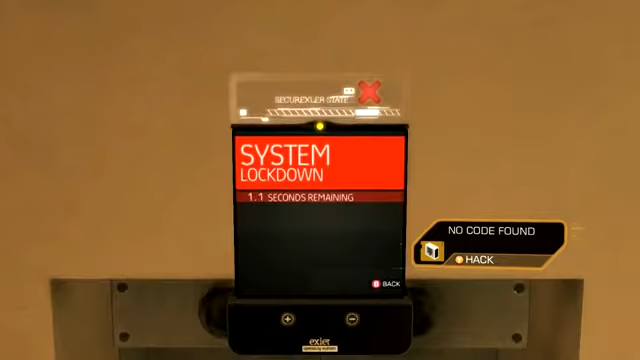 SECUREXLER STATE
SYSTEM
LOCKDOWN
1.1 SECONDS REMAINING
NO CODE FOUND
Y HACK
B BACK
exler